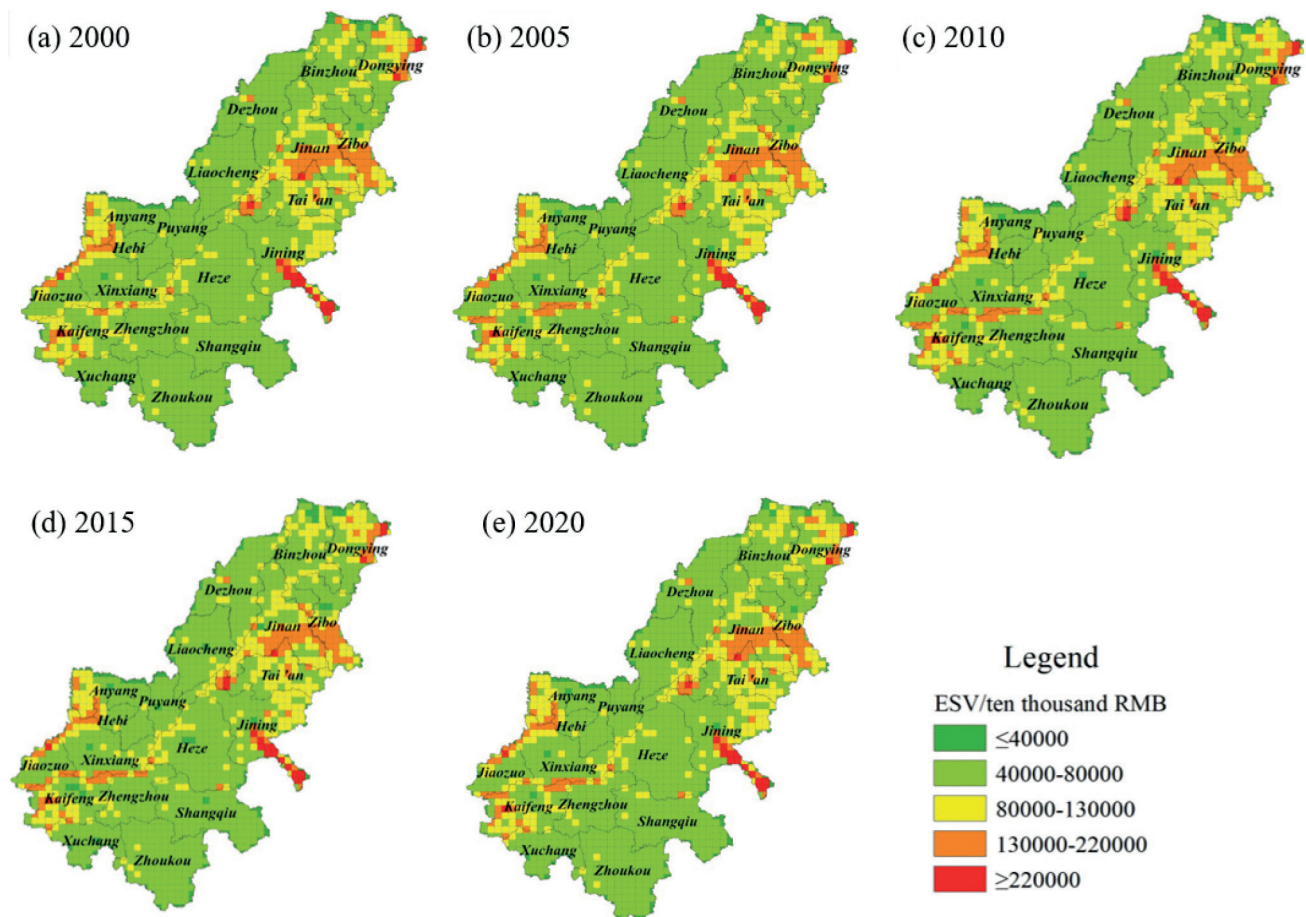 (a) 2000
Binzhou
Dongying
Dezhou
Jinan
Zibo
Liaocheng
Tai 'an
Anyang
Puyang
Hebi
Jining
Heze
Jiaozuo
Xinxiang
Kaifeng
Zhengzhou
Shangqiu
Xuchang
Zhoukou
(b) 2005
Binzhou
Dongying
Dezhou
Jinan
Zibo
Liaocheng
Tai 'an
Anyang
Puyang
Hebi
Jining
Heze
Jiaozuo
Xinxiang
Kaifeng
Zhengzhou
Shangqiu
Xuchang
Zhoukou
(c) 2010
Binzhou
Dongying
Dezhou
Jinan
Zibo
Liaocheng
Tai 'an
Anyang
Puyang
Hebi
Jining
Heze
Jiaozuo
Xinxiang
Kaifeng
Zhengzhou
Shangqiu
Xuchang
Zhoukou
(d) 2015
Binzhou
Dongying
Dezhou
Jinan
Zibo
Liaocheng
Tai 'an
Anyang
Puyang
Hebi
Jining
Heze
Jiaozuo
Xinxiang
Kaifeng
Zhengzhou
Shangqiu
Xuchang
Zhoukou
(e) 2020
Binzhou
Dongying
Dezhou
Jinan
Zibo
Liaocheng
Tai 'an
Anyang
Puyang
Hebi
Jining
Heze
Jiaozuo
Xinxiang
Kaifeng
Zhengzhou
Shangqiu
Xuchang
Zhoukou
Legend
ESV/ten thousand RMB
≤40000
40000-80000
80000-130000
130000-220000
≥220000